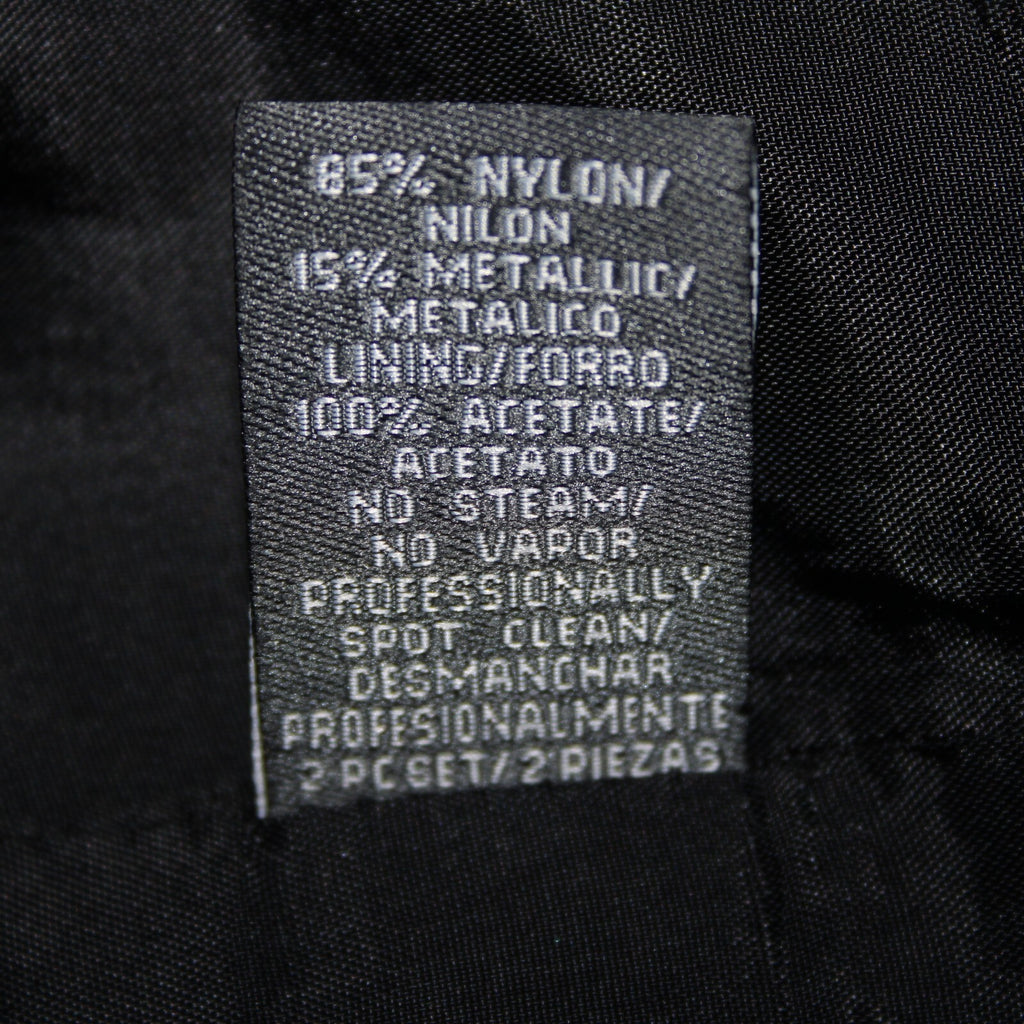 85% NYLON/
NILON
15% METALLIC/
METALICO
LINING/FORRO
100% ACETATE/
ACETATO
NO STEAM/
NO VAPOR
PROFESSIONALLY
SPOT CLEAN/
DESMANCHAR
PROFESIONALMENTE
2 PC SET/2 PIEZAS